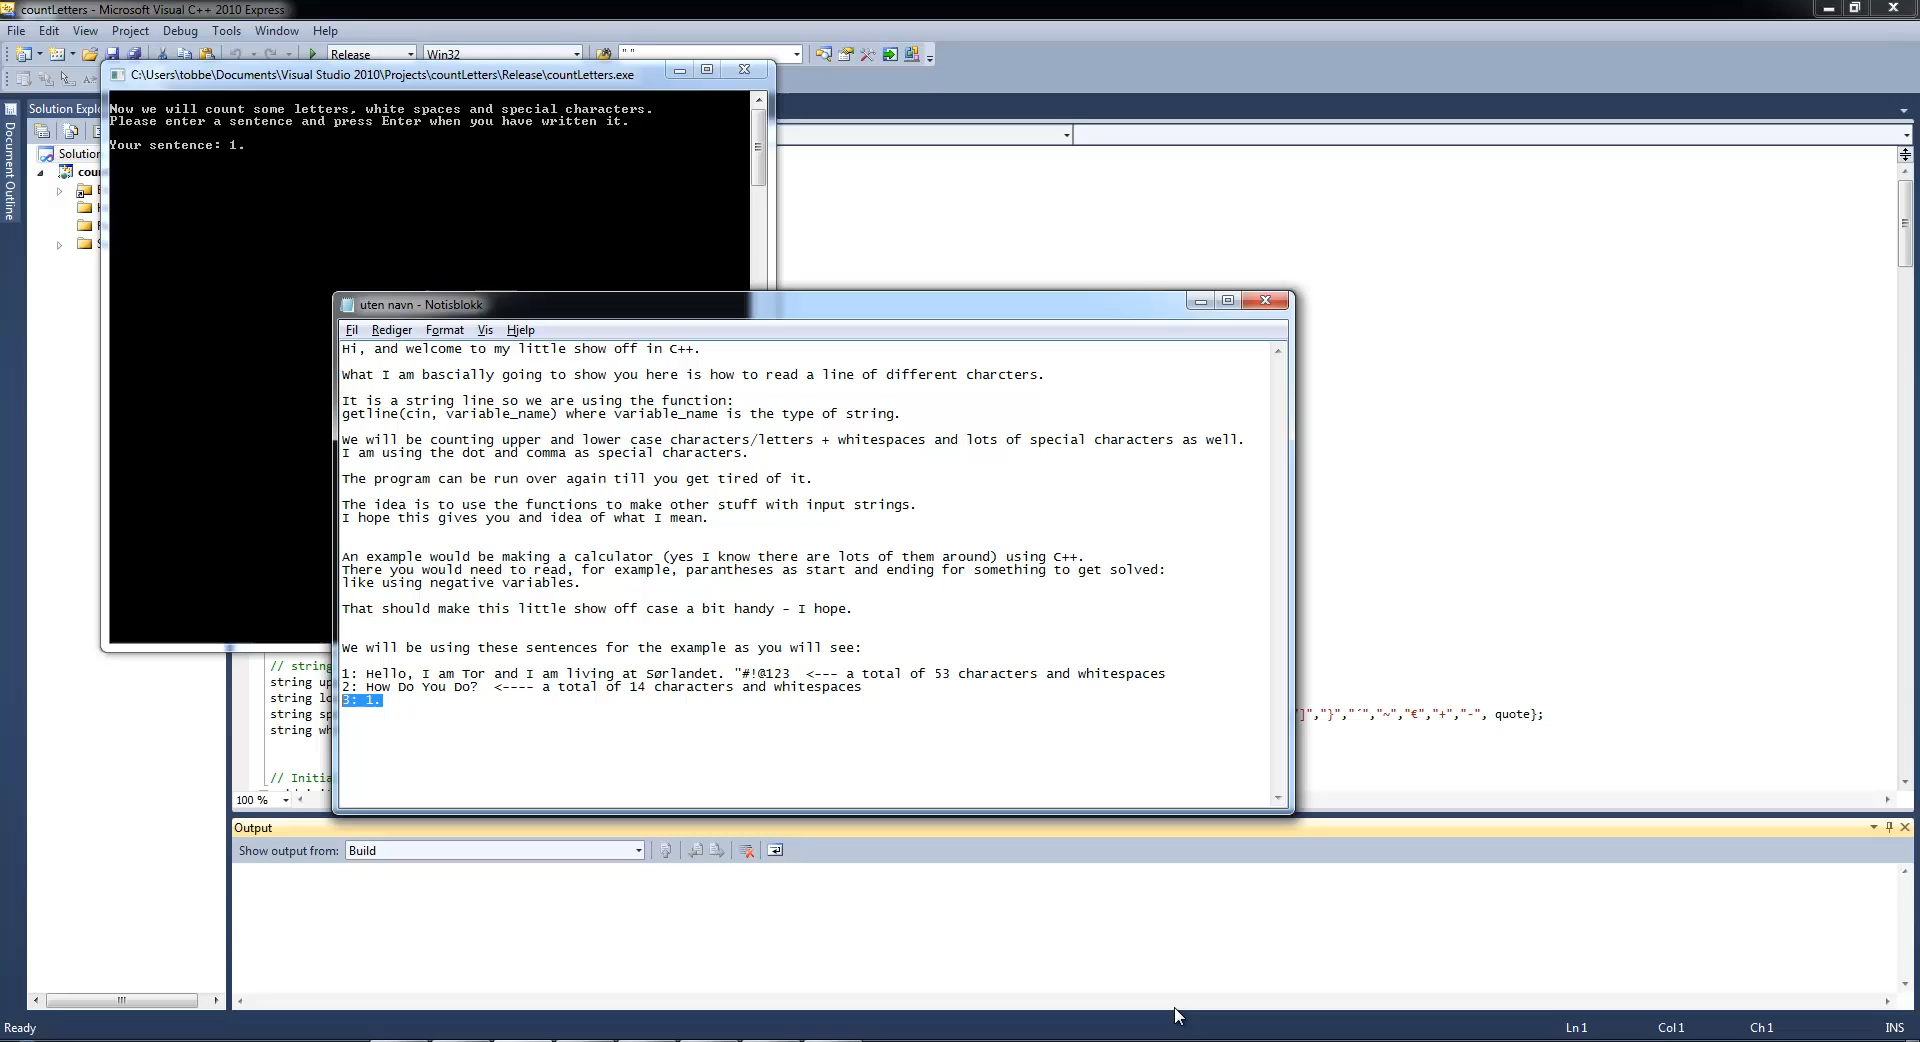 countLetters - Microsoft Visual C++ 2010 Express
File Edit View Project Debug Tools Window Help
Release Win32 " "
C:\Users\tobbe\Documents\Visual Studio 2010\Projects\countLetters\Release\countLetters.exe
Solution Explo
Document Outline
Solution
cou
Now we will count some letters, white spaces and special characters.
Please enter a sentence and press Enter when you have written it.
Your sentence: 1.
uten navn - Notisblokk
Fil Rediger Format Vis Hjelp
Hi, and welcome to my little show off in C++.
What I am bascially going to show you here is how to read a line of different charcters.
It is a string line so we are using the function:
getline(cin, variable_name) where variable_name is the type of string.
We will be counting upper and lower case characters/letters + whitespaces and lots of special characters as well.
I am using the dot and comma as special characters.
The program can be run over again till you get tired of it.
The idea is to use the functions to make other stuff with input strings.
I hope this gives you and idea of what I mean.
An example would be making a calculator (yes I know there are lots of them around) using C++.
There you would need to read, for example, parantheses as start and ending for something to get solved:
like using negative variables.
That should make this little show off case a bit handy - I hope.
We will be using these sentences for the example as you will see:
1: Hello, I am Tor and I am living at Sørlandet. "#!@123 <--- a total of 53 characters and whitespaces
2: How Do You Do? <---- a total of 14 characters and whitespaces
3: 1.
// string
string up
string lo
string sp
]","}","´","~","€","+","-", quote};
string wh
// Initia
100 %
Output
Show output from: Build
Ready Ln 1 Col 1 Ch 1 INS